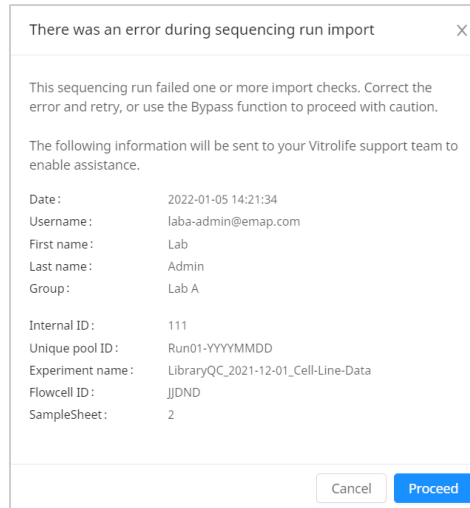 There was an error during sequencing run import
This sequencing run failed one or more import checks. Correct the
error and retry, or use the Bypass function to proceed with caution.
The following information will be sent to your Vitrolife support team to
enable assistance.
Date: 2022-01-05 14:21:34
Username: laba-admin@emap.com
First name: Lab
Last name: Admin
Group: Lab A
Internal ID: 111
Unique pool ID: Run01-YYYYMMDD
Experiment name: LibraryQC_2021-12-01_Cell-Line-Data
Flowcell ID: JJDND
SampleSheet: 2
Cancel Proceed